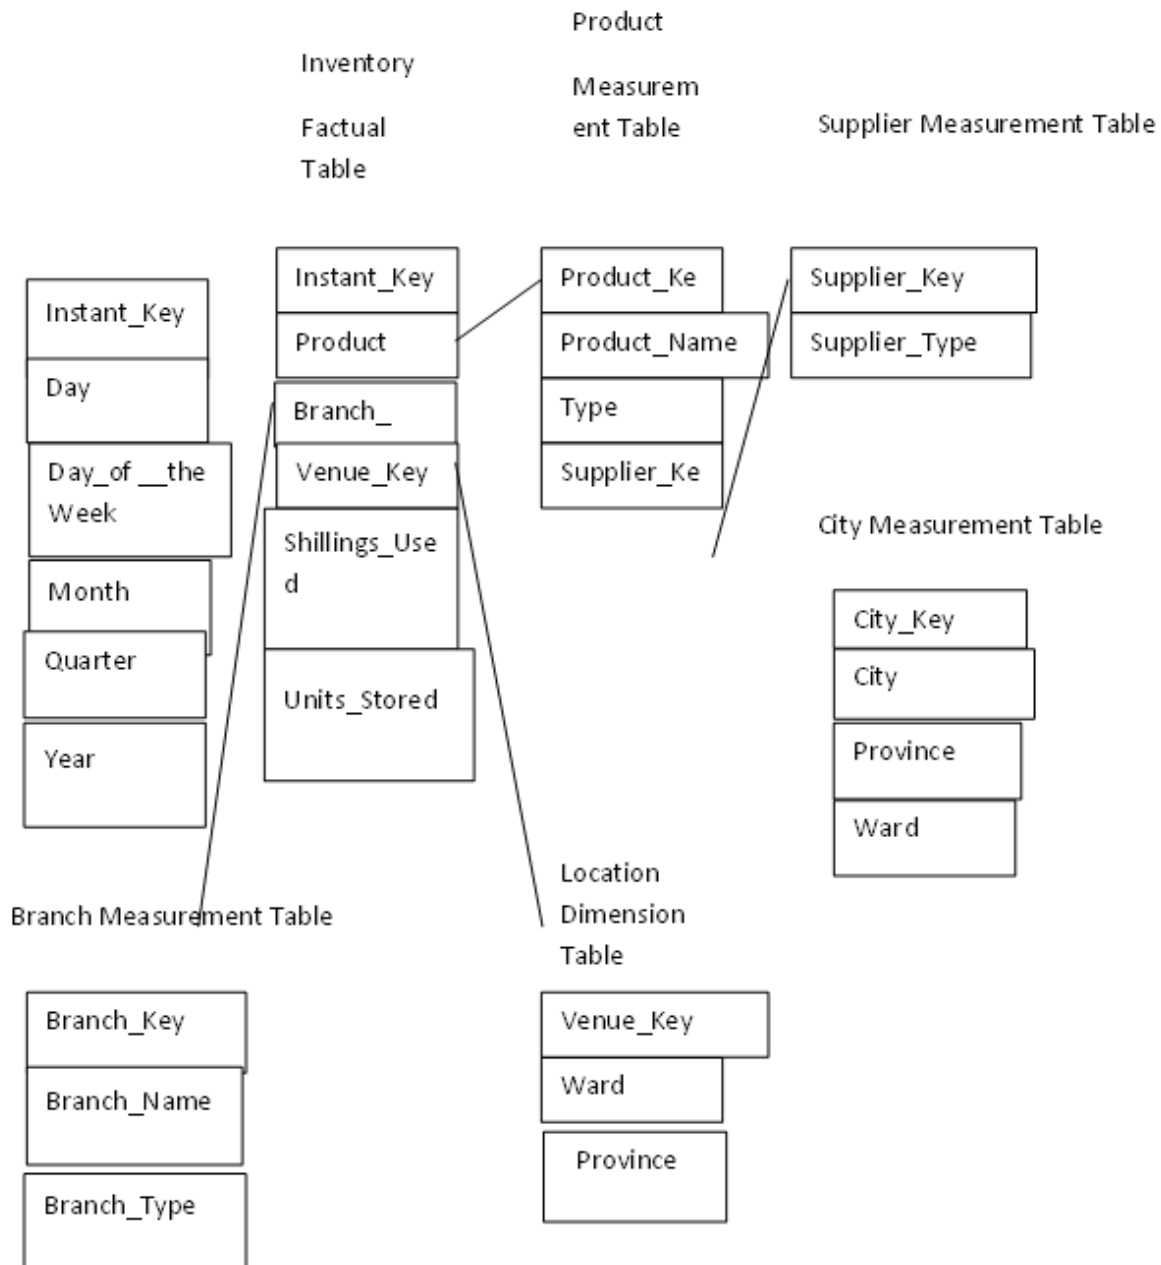 Product
Measurem
ent Table
Inventory
Factual
Table
Supplier Measurement Table
Instant_Key
Day
Day_of __the
Week
Month
Quarter
Year
Instant_Key
Product
Branch_
Venue_Key
Shillings_Use
d
Units_Stored
Product_Ke
Product_Name
Type
Supplier_Ke
Supplier_Key
Supplier_Type
City Measurement Table
City_Key
City
Province
Ward
Branch Measurement Table
Branch_Key
Branch_Name
Branch_Type
Location
Dimension
Table
Venue_Key
Ward
Province